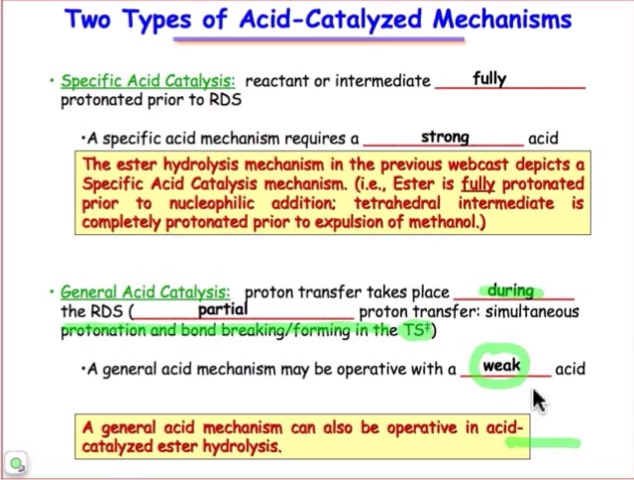 Two Types of Acid-Catalyzed Mechanisms
• Specific Acid Catalysis: reactant or intermediate fully
protonated prior to RDS
•A specific acid mechanism requires a strong acid
The ester hydrolysis mechanism in the previous webcast depicts a
Specific Acid Catalysis mechanism. (i.e., Ester is fully protonated
prior to nucleophilic addition; tetrahedral intermediate is
completely protonated prior to expulsion of methanol.)
• General Acid Catalysis: proton transfer takes place during
the RDS (partial proton transfer: simultaneous
protonation and bond breaking/forming in the TS‡)
•A general acid mechanism may be operative with a weak acid
A general acid mechanism can also be operative in acid-
catalyzed ester hydrolysis.